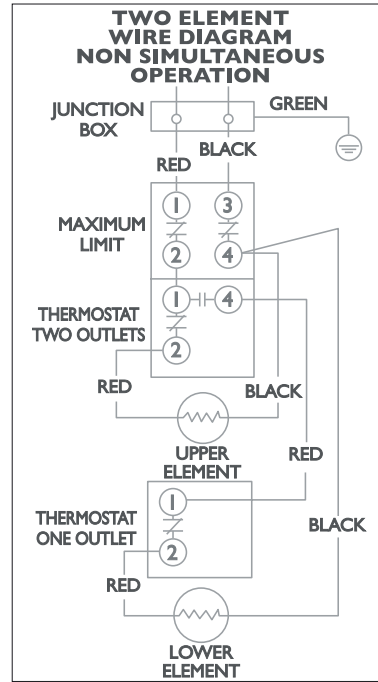 TWO ELEMENT
WIRE DIAGRAM
NON SIMULTANEOUS
OPERATION
JUNCTION
BOX
GREEN
RED
BLACK
MAXIMUM
LIMIT
1
3
2
4
THERMOSTAT
TWO OUTLETS
1
4
2
RED
BLACK
UPPER
ELEMENT
RED
THERMOSTAT
ONE OUTLET
1
2
BLACK
RED
LOWER
ELEMENT